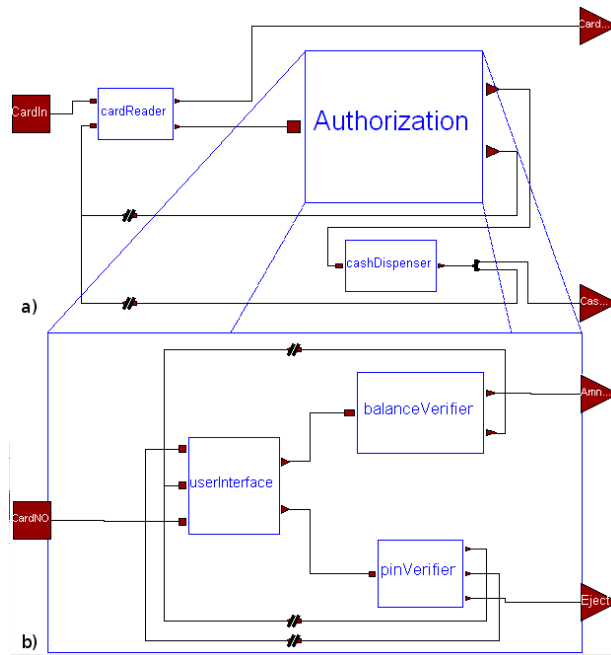 Card...
CardIn
cardReader
Authorization
cashDispenser
a)
Cas...
Amn...
balanceVerifier
userInterface
CardNO
pinVerifier
Eject
b)